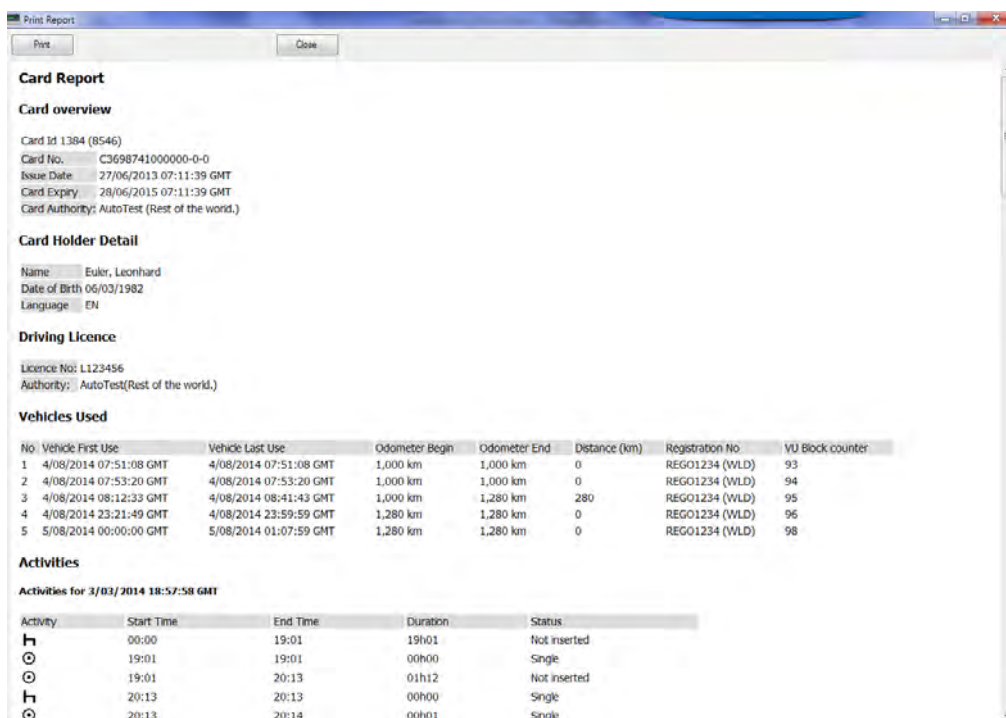 Print Report
Print Close
Card Report
Card overview
Card Id 1384 (8546)
Card No. C3698741000000-0-0
Issue Date 27/06/2013 07:11:39 GMT
Card Expiry 28/06/2015 07:11:39 GMT
Card Authority: AutoTest (Rest of the world.)
Card Holder Detail
Name Euler, Leonhard
Date of Birth 06/03/1982
Language EN
Driving Licence
Licence No: L123456
Authority: AutoTest(Rest of the world.)
Vehicles Used
No Vehicle First Use Vehicle Last Use Odometer Begin Odometer End Distance (km) Registration No VU Block counter
1 4/08/2014 07:51:08 GMT 4/08/2014 07:51:08 GMT 1,000 km 1,000 km 0 REGO1234 (WLD) 93
2 4/08/2014 07:53:20 GMT 4/08/2014 07:53:20 GMT 1,000 km 1,000 km 0 REGO1234 (WLD) 94
3 4/08/2014 08:12:33 GMT 4/08/2014 08:41:43 GMT 1,000 km 1,280 km 280 REGO1234 (WLD) 95
4 4/08/2014 23:21:49 GMT 4/08/2014 23:59:59 GMT 1,280 km 1,280 km 0 REGO1234 (WLD) 96
5 5/08/2014 00:00:00 GMT 5/08/2014 01:07:59 GMT 1,280 km 1,280 km 0 REGO1234 (WLD) 98
Activities
Activities for 3/03/2014 18:57:58 GMT
Activity Start Time End Time Duration Status
00:00 19:01 19h01 Not inserted
19:01 19:01 00h00 Single
19:01 20:13 01h12 Not inserted
20:13 20:13 00h00 Single
20:13 20:14 00h01 Single